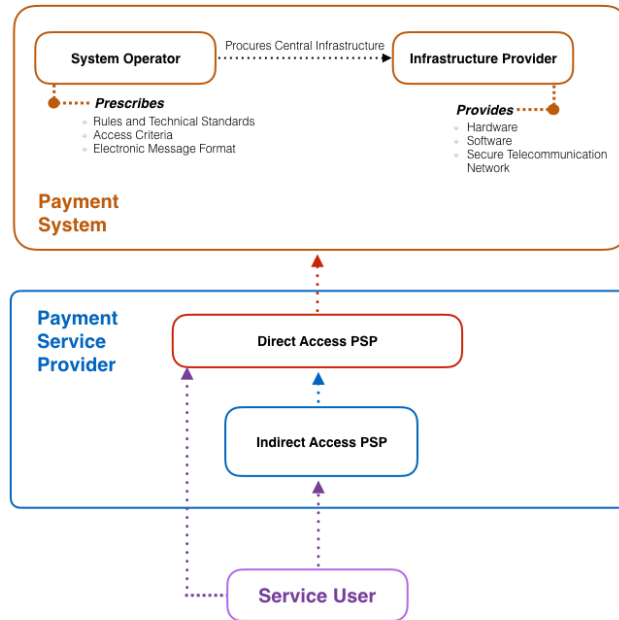 System Operator
Procures Central Infrastructure
Infrastructure Provider
Prescribes
Rules and Technical Standards
Access Criteria
Electronic Message Format
Provides
Hardware
Software
Secure Telecommunication
Network
Payment
System
Payment
Service
Provider
Direct Access PSP
Indirect Access PSP
Service User